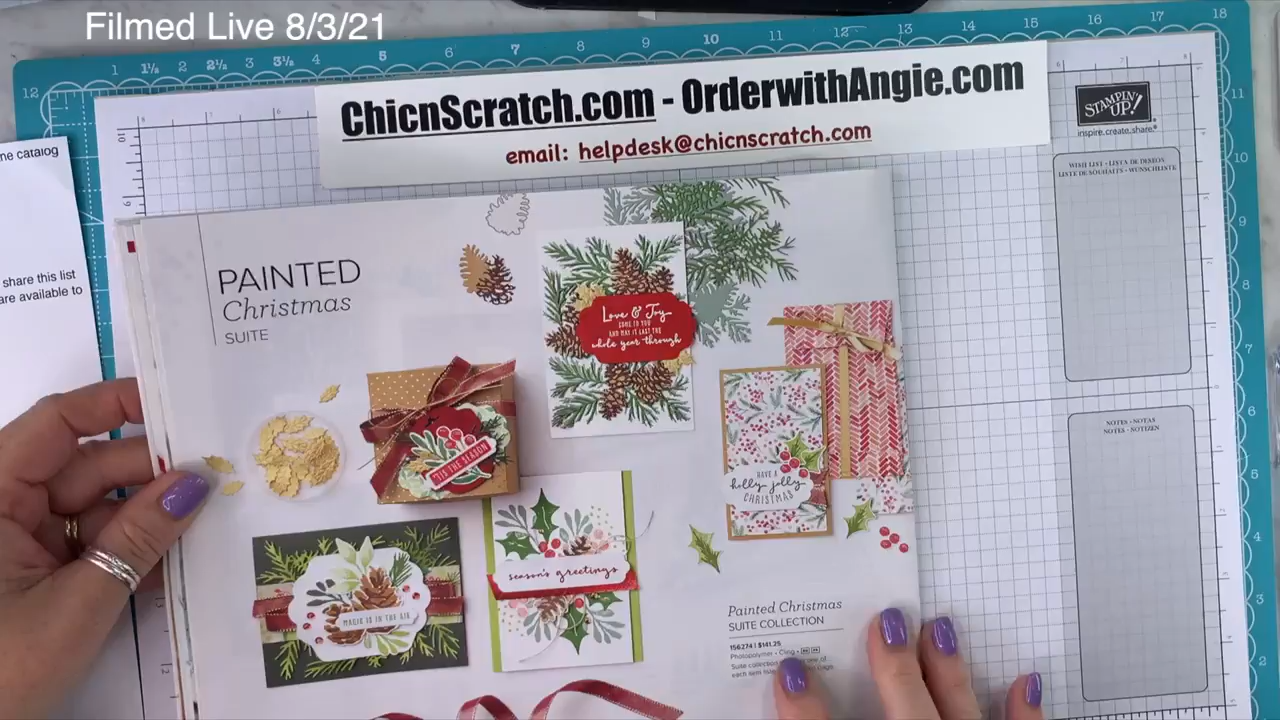 Filmed Live 8/3/21
ChicnScratch.com - OrderwithAngie.com
email: helpdesk@chicnscratch.com
STAMPIN' UP!
inspire.create.share.
WISH LIST • LISTA DE DESEOS
LISTE DE SOUHAITS • WUNSCHLISTE
NOTES • NOTAS
NOTES • NOTIZEN
ne catalog
share this list
are available to
PAINTED
Christmas
SUITE
Love & Joy
COME TO YOU
AND MAY IT LAST THE
whole year through
'TIS THE SEASON
HAVE A
holly jolly
CHRISTMAS
season's greetings
MAGIC IS IN THE AIR
Painted Christmas
SUITE COLLECTION
156274 | $141.25
Photopolymer • Cling •
Suite collection